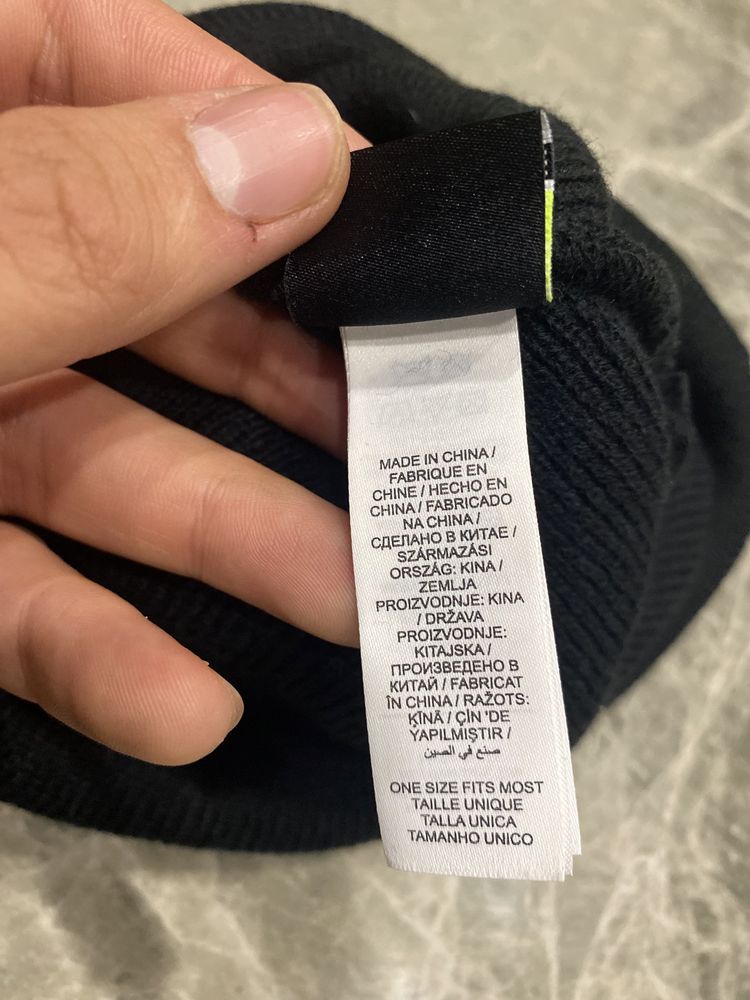 MADE IN CHINA /
FABRIQUE EN
CHINE / HECHO EN
CHINA / FABRICADO
NA CHINA /
СДЕЛАНО В КИТАЕ /
SZÁRMAZÁSI
ORSZÁG: KINA /
ZEMLJA
PROIZVODNJE: KINA
/ DRŽAVA
PROIZVODNJE:
KITAJSKA /
ПРОИЗВЕДЕНО В
КИТАЙ / FABRICAT
ÎN CHINA / RAŽOTS:
ĶĪNĀ / ÇİN 'DE
YAPILMIŞTIR /
صنع في الصين
ONE SIZE FITS MOST
TAILLE UNIQUE
TALLA UNICA
TAMANHO UNICO